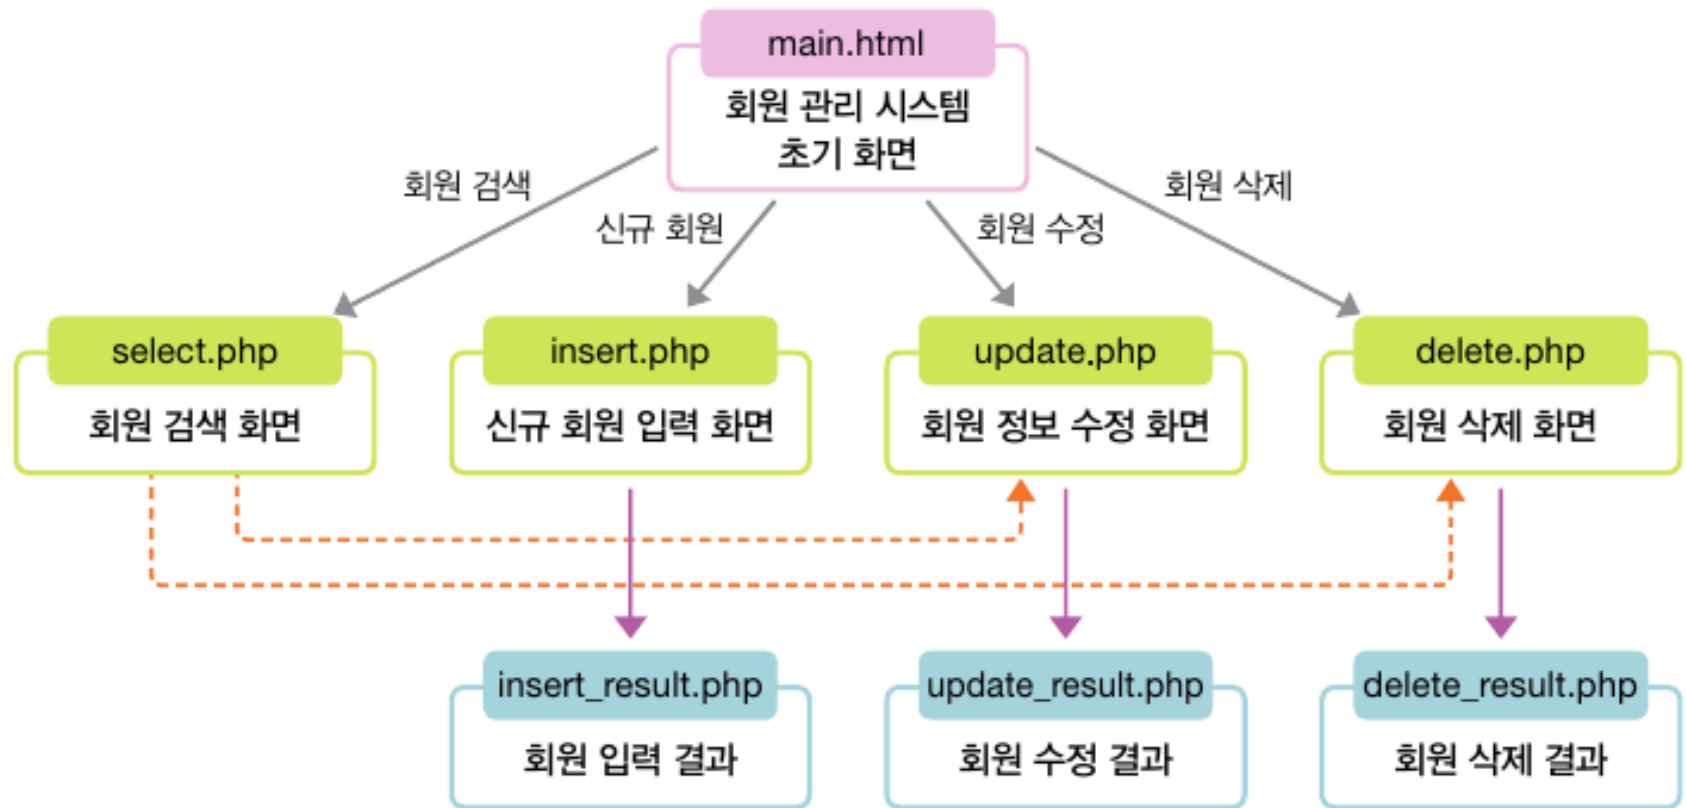 main.html
회원 관리 시스템
초기 화면
회원 검색
신규 회원
회원 수정
회원 삭제
select.php
회원 검색 화면
insert.php
신규 회원 입력 화면
update.php
회원 정보 수정 화면
delete.php
회원 삭제 화면
insert_result.php
회원 입력 결과
update_result.php
회원 수정 결과
delete_result.php
회원 삭제 결과